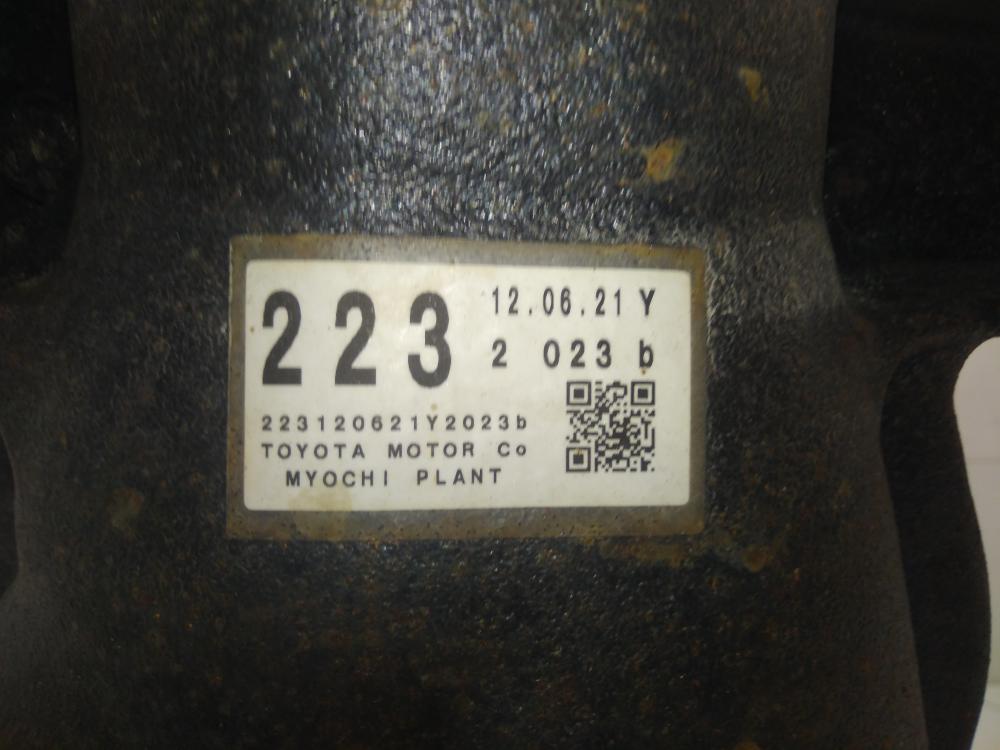 223
12.06.21 Y
2 023 b
223120621Y2023b
TOYOTA MOTOR Co
MYOCHI PLANT